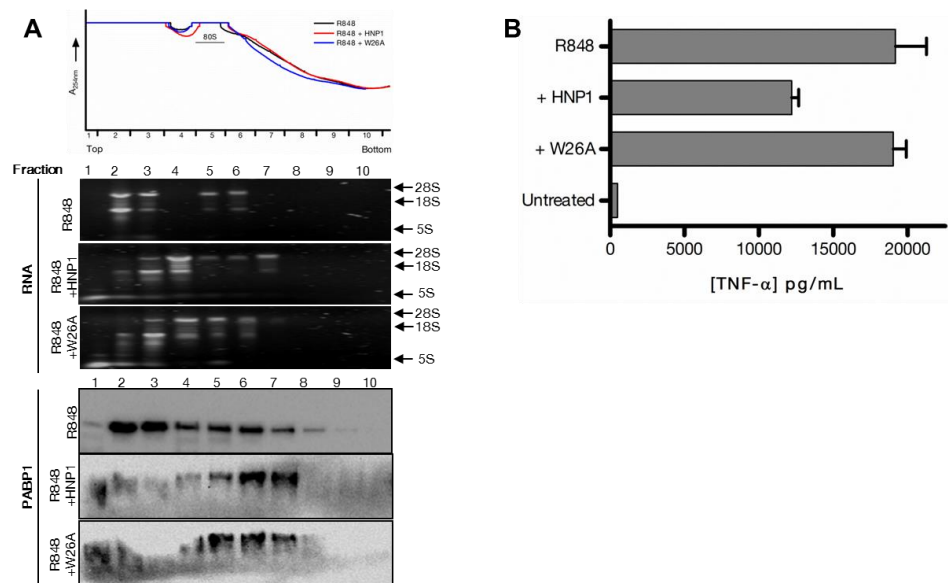 A
R848
R848 + HNP1
R848 + W26A
80S
A254nm
1 2 3 4 5 6 7 8 9 10
Top Bottom
Fraction 1 2 3 4 5 6 7 8 9 10
RNA
R848
28S
18S
5S
R848
+HNP1
28S
18S
5S
R848
+W26A
28S
18S
5S
1 2 3 4 5 6 7 8 9 10
PABP1
R848
R848
+HNP1
R848
+W26A
B
R848
+ HNP1
+ W26A
Untreated
0 5000 10000 15000 20000
[TNF-α] pg/mL